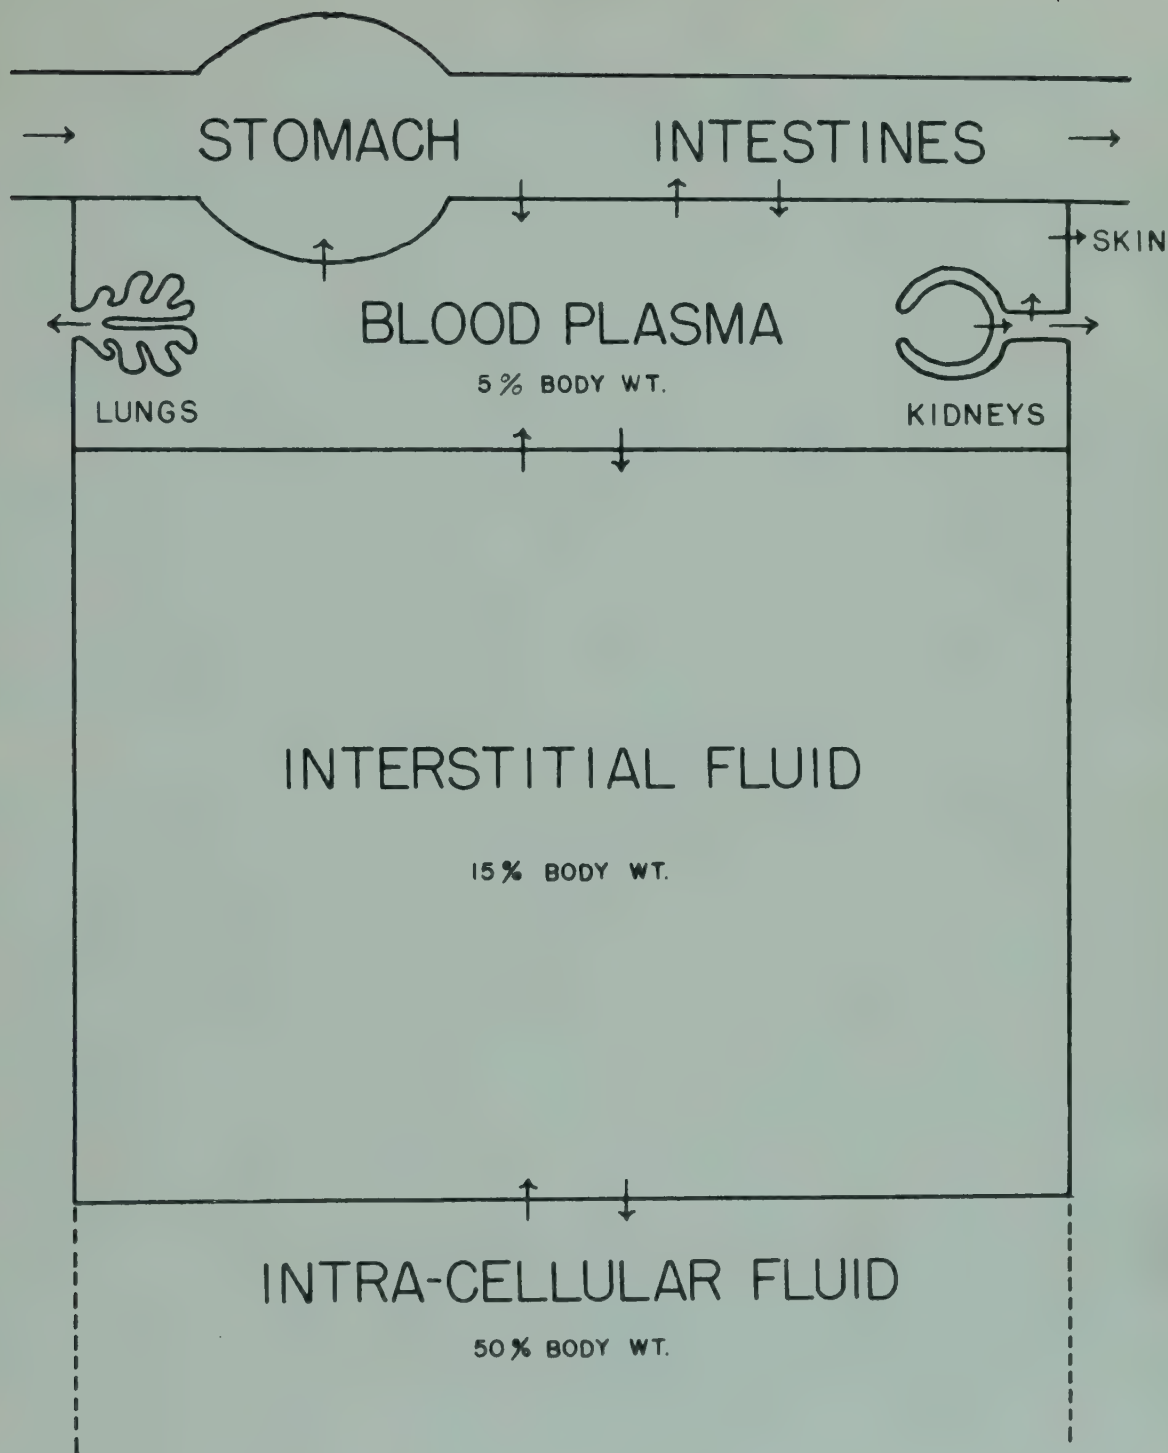 STOMACH
INTESTINES
SKIN
BLOOD PLASMA
5% BODY WT.
LUNGS
KIDNEYS
INTERSTITIAL FLUID
15% BODY WT.
INTRA-CELLULAR FLUID
50% BODY WT.